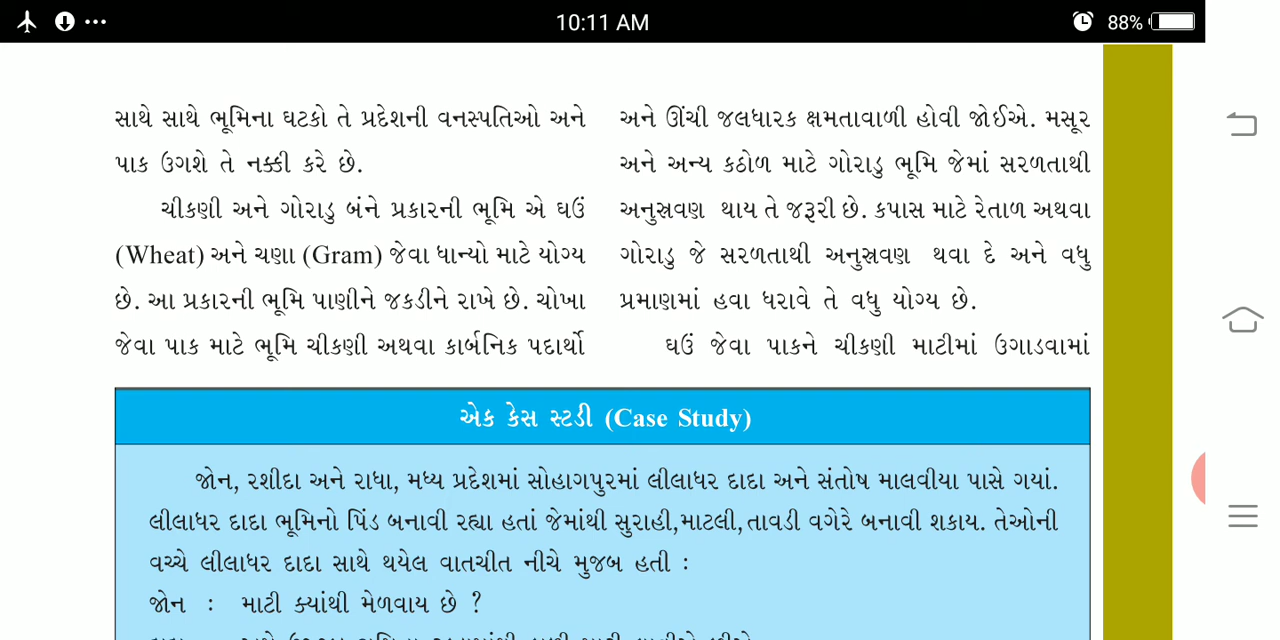 10:11 AM
88%
સાથે સાથે ભૂમિના ઘટકો તે પ્રદેશની વનસ્પતિઓ અને
પાક ઉગશે તે નક્કી કરે છે.
ચીકણી અને ગોરાડુ બંને પ્રકારની ભૂમિ એ ઘઉં
(Wheat) અને ચણા (Gram) જેવા ધાન્યો માટે યોગ્ય
છે. આ પ્રકારની ભૂમિ પાણીને જકડીને રાખે છે. ચોખા
જેવા પાક માટે ભૂમિ ચીકણી અથવા કાર્બનિક પદાર્થો
અને ઊંચી જલધારક ક્ષમતાવાળી હોવી જોઈએ. મસૂર
અને અન્ય કઠોળ માટે ગોરાડુ ભૂમિ જેમાં સરળતાથી
અનુસ્રવણ થાય તે જરૂરી છે. કપાસ માટે રેતાળ અથવા
ગોરાડુ જે સરળતાથી અનુસ્રવણ થવા દે અને વધુ
પ્રમાણમાં હવા ધરાવે તે વધુ યોગ્ય છે.
ઘઉં જેવા પાકને ચીકણી માટીમાં ઉગાડવામાં
એક કેસ સ્ટડી (Case Study)
જોન, રશીદા અને રાધા, મધ્ય પ્રદેશમાં સોહાગપુરમાં લીલાધર દાદા અને સંતોષ માલવીયા પાસે ગયાં.
લીલાધર દાદા ભૂમિનો પિંડ બનાવી રહ્યા હતાં જેમાંથી સુરાહી,માટલી,તાવડી વગેરે બનાવી શકાય. તેઓની
વચ્ચે લીલાધર દાદા સાથે થયેલ વાતચીત નીચે મુજબ હતી :
જોન : માટી ક્યાંથી મેળવાય છે ?